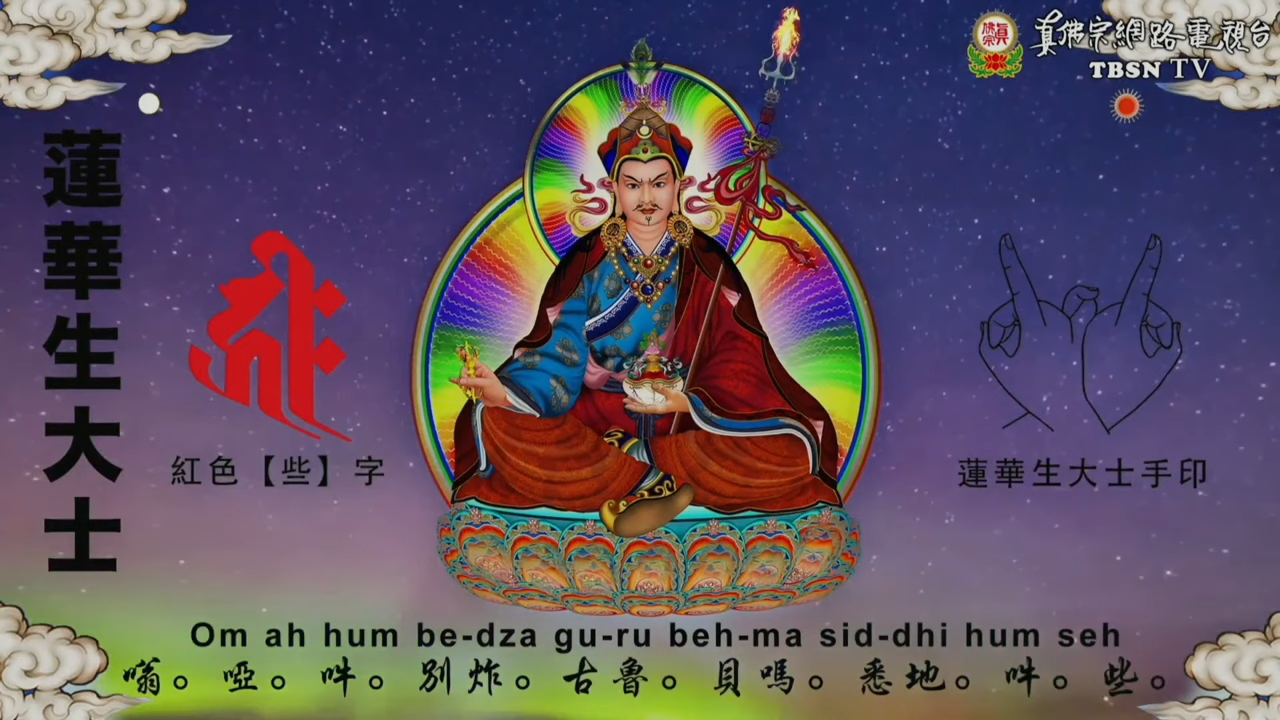 真佛宗網路電視台
TBSN TV
蓮華生大士
紅色【些】字
蓮華生大士手印
Om ah hum be-dza gu-ru beh-ma sid-dhi hum seh
嗡。啞。吽。別炸。古魯。貝嗎。悉地。吽。些。